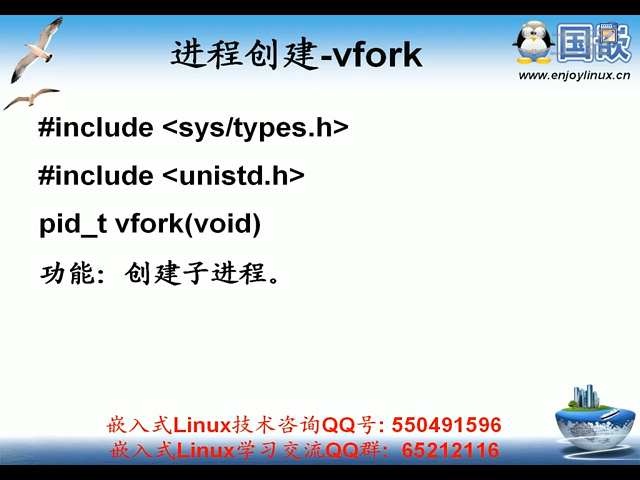 进程创建-vfork
国嵌
www.enjoylinux.cn
#include <sys/types.h>
#include <unistd.h>
pid_t vfork(void)
功能：创建子进程。
嵌入式Linux技术咨询QQ号: 550491596
嵌入式Linux学习交流QQ群: 65212116